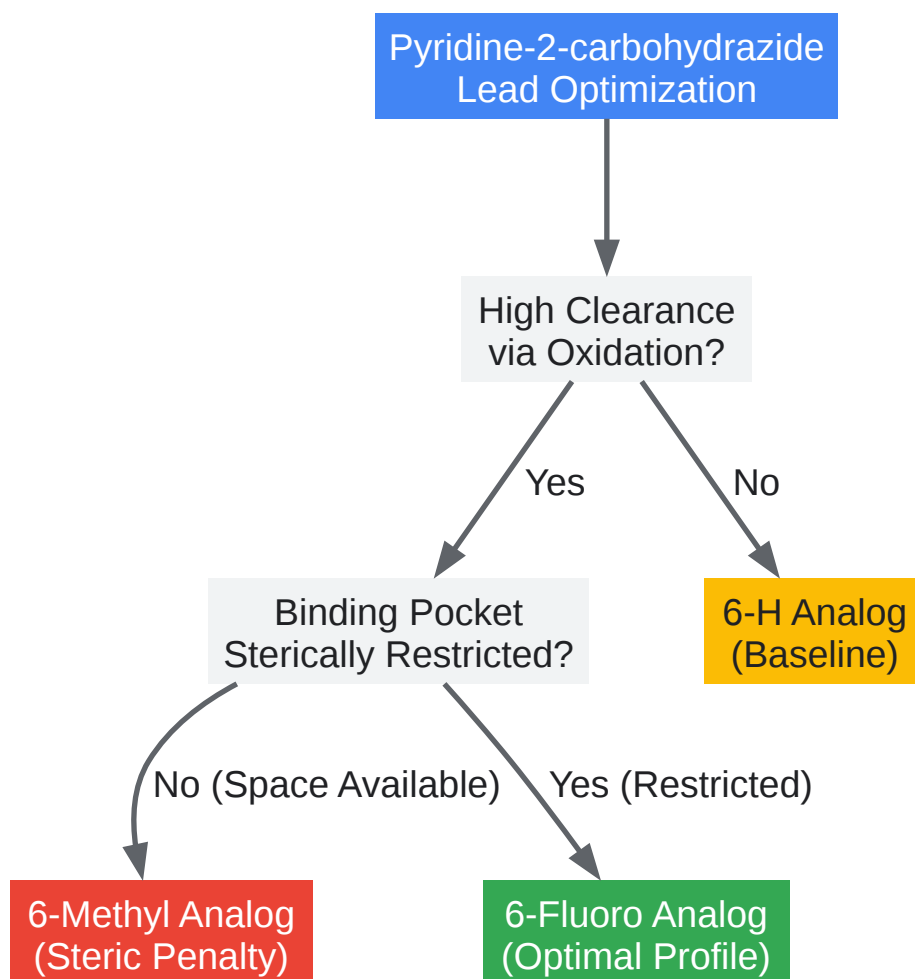 Pyridine-2-carbohydrazide
Lead Optimization
High Clearance
via Oxidation?
Yes
No
Binding Pocket
Sterically Restricted?
6-H Analog
(Baseline)
No (Space Available)
Yes (Restricted)
6-Methyl Analog
(Steric Penalty)
6-Fluoro Analog
(Optimal Profile)